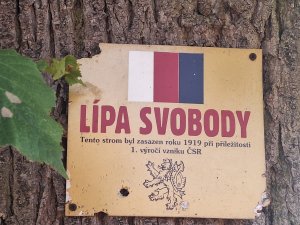 LÍPA SVOBODY
Tento strom byl zasazen roku 1919 při příležitosti
1. výročí vzniku ČSR